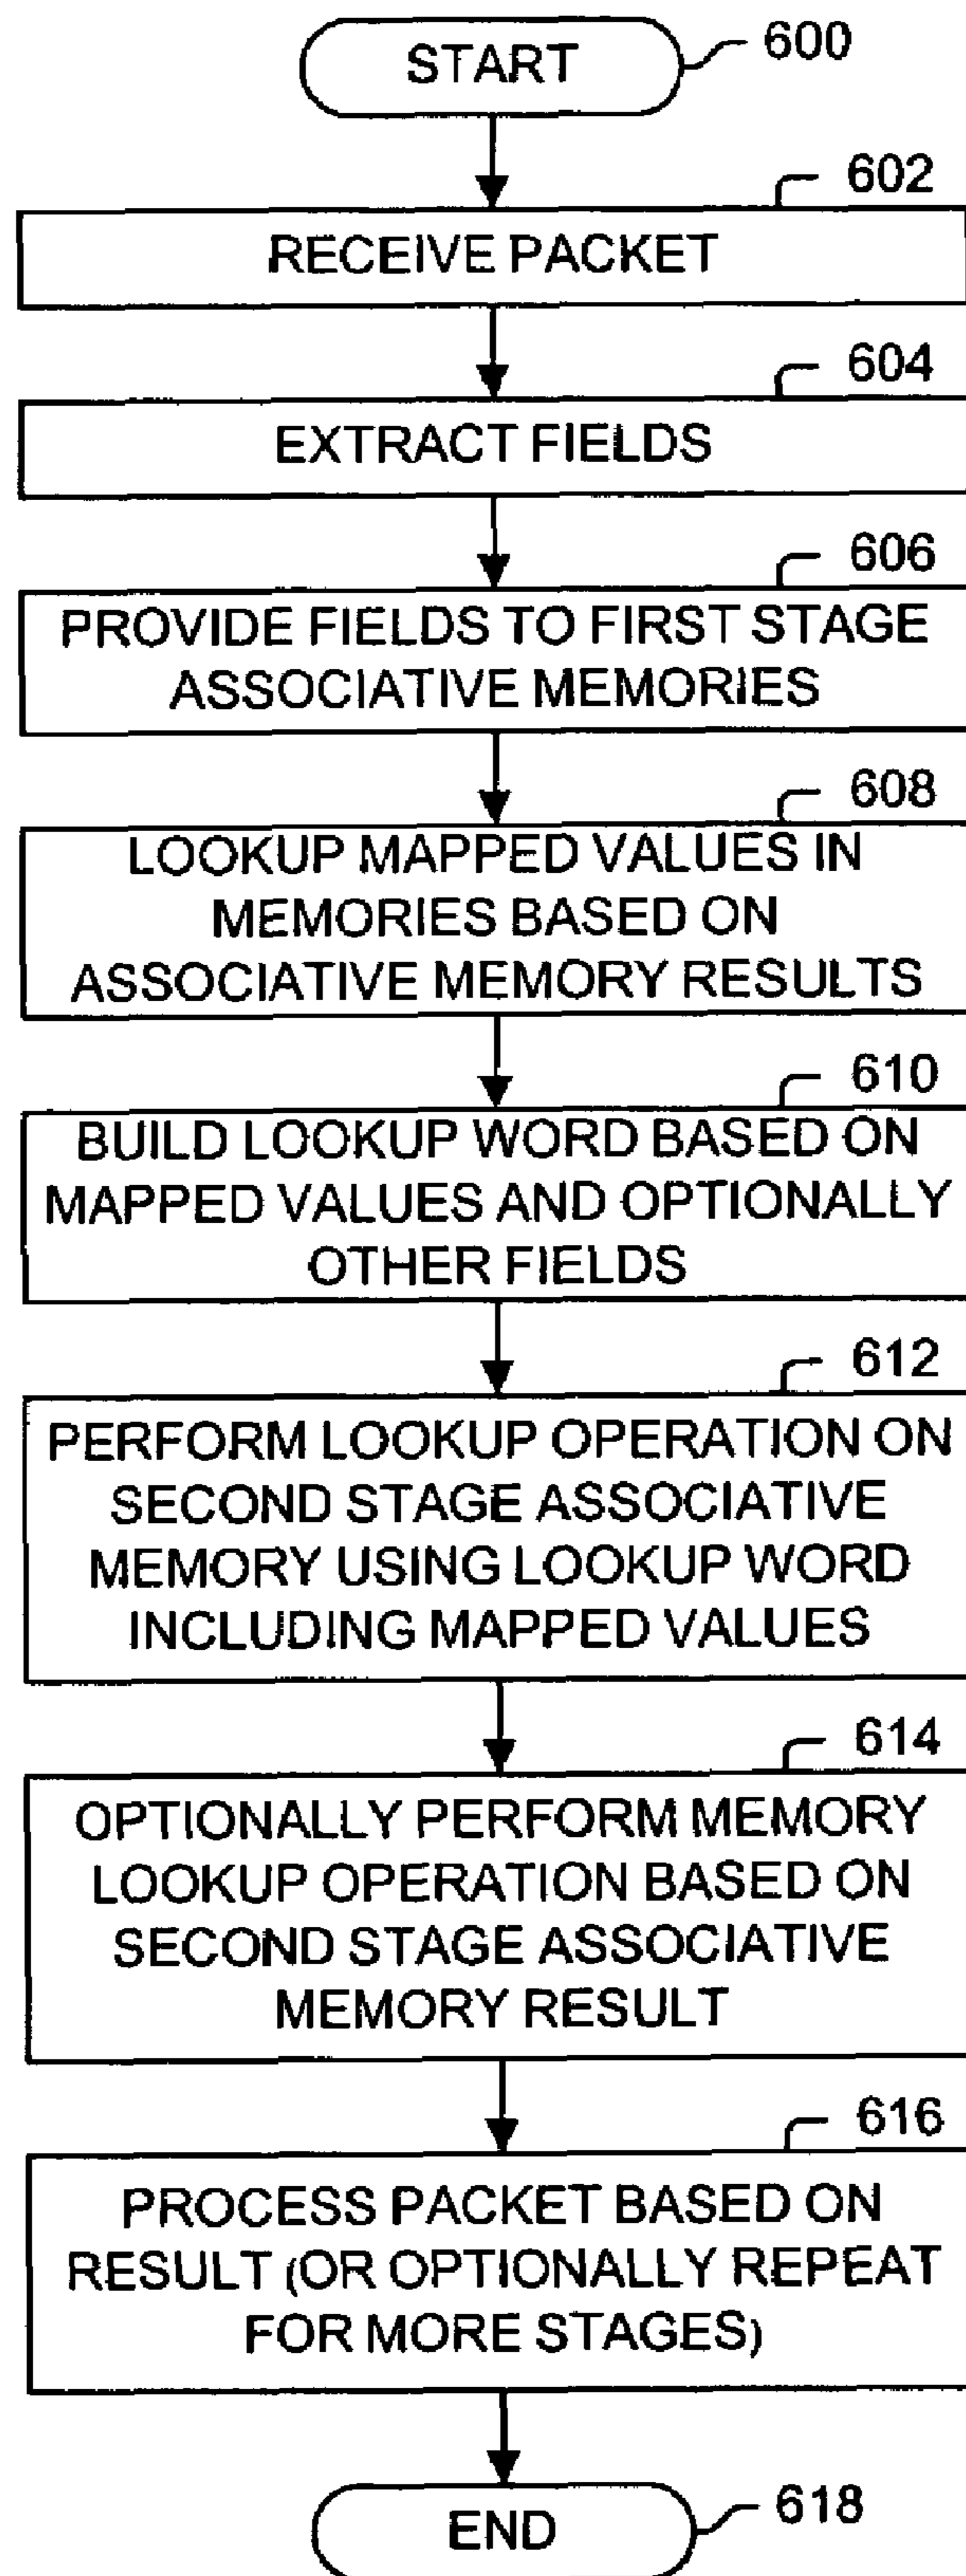 START
600
602
RECEIVE PACKET
604
EXTRACT FIELDS
606
PROVIDE FIELDS TO FIRST STAGE
ASSOCIATIVE MEMORIES
608
LOOKUP MAPPED VALUES IN
MEMORIES BASED ON
ASSOCIATIVE MEMORY RESULTS
610
BUILD LOOKUP WORD BASED ON
MAPPED VALUES AND OPTIONALLY
OTHER FIELDS
612
PERFORM LOOKUP OPERATION ON
SECOND STAGE ASSOCIATIVE
MEMORY USING LOOKUP WORD
INCLUDING MAPPED VALUES
614
OPTIONALLY PERFORM MEMORY
LOOKUP OPERATION BASED ON
SECOND STAGE ASSOCIATIVE
MEMORY RESULT
616
PROCESS PACKET BASED ON
RESULT (OR OPTIONALLY REPEAT
FOR MORE STAGES)
END
618